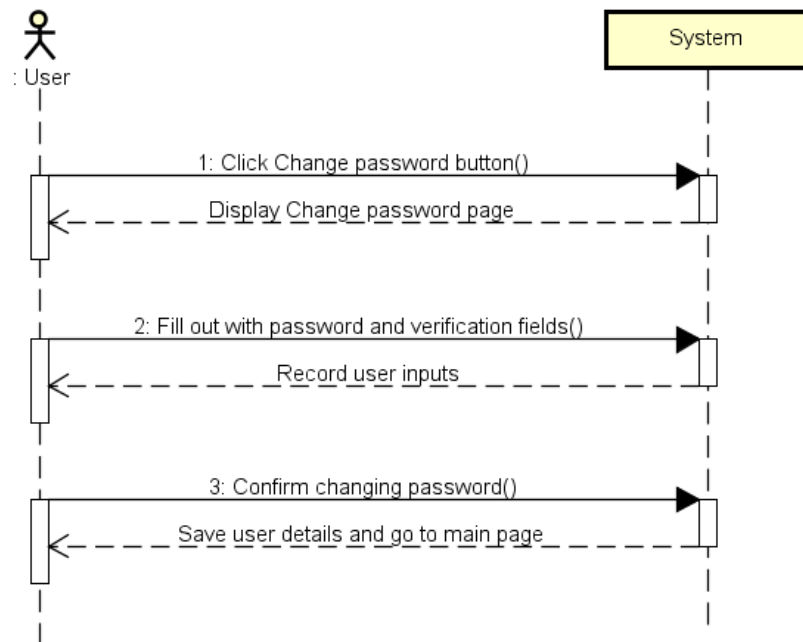 System
: User
1: Click Change password button()
Display Change password page
2: Fill out with password and verification fields()
Record user inputs
3: Confirm changing password()
Save user details and go to main page